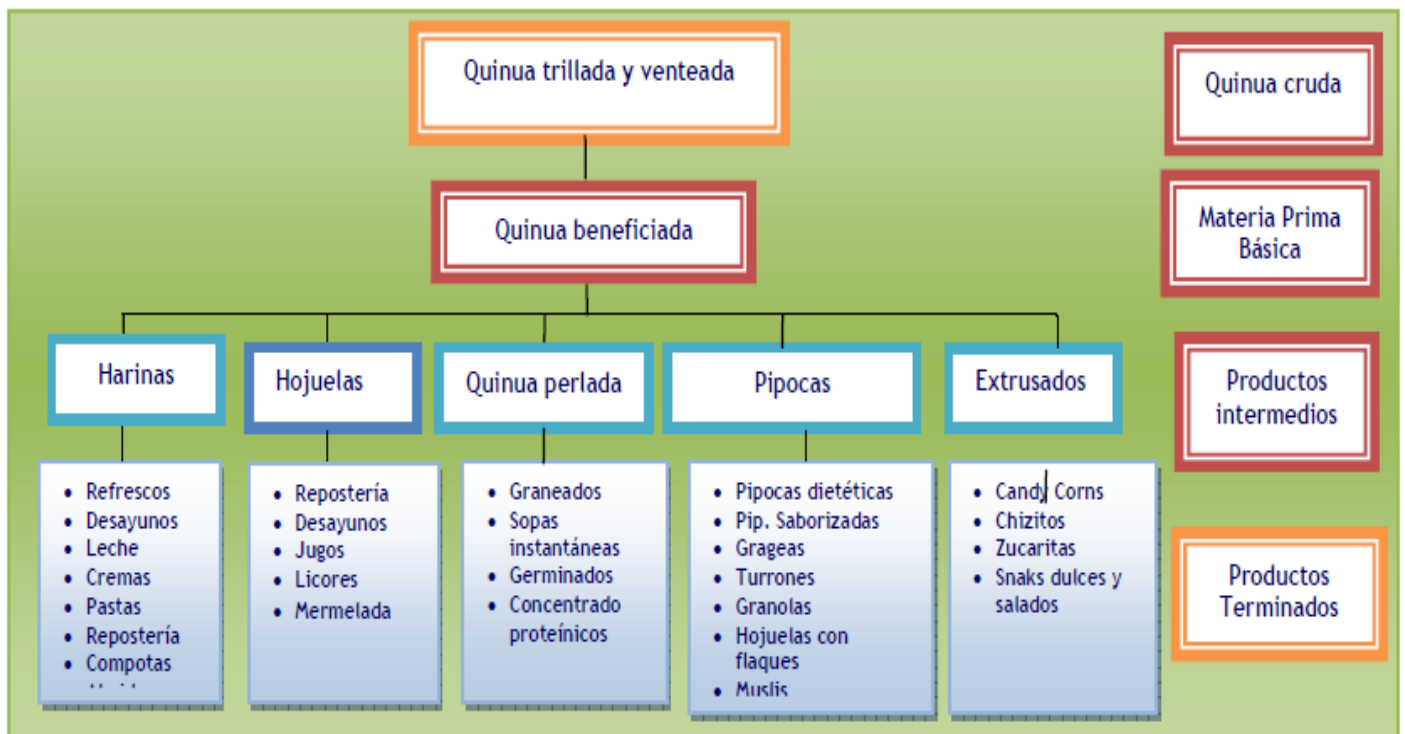 Quinua trillada y venteada
Quinua cruda
Quinua beneficiada
Materia Prima
Básica
Harinas
Hojuelas
Quinua perlada
Pipocas
Extrusados
Productos
intermedios
• Refrescos
• Desayunos
• Leche
• Cremas
• Pastas
• Repostería
• Compotas
• Repostería
• Desayunos
• Jugos
• Licores
• Mermelada
• Graneados
• Sopas
instantáneas
• Germinados
• Concentrado
proteínicos
• Pipocas dietéticas
• Pip. Saborizadas
• Grageas
• Turrones
• Granolas
• Hojuelas con
flaques
• Muslis
• Candy Corns
• Chizitos
• Zucaritas
• Snaks dulces y
salados
Productos
Terminados